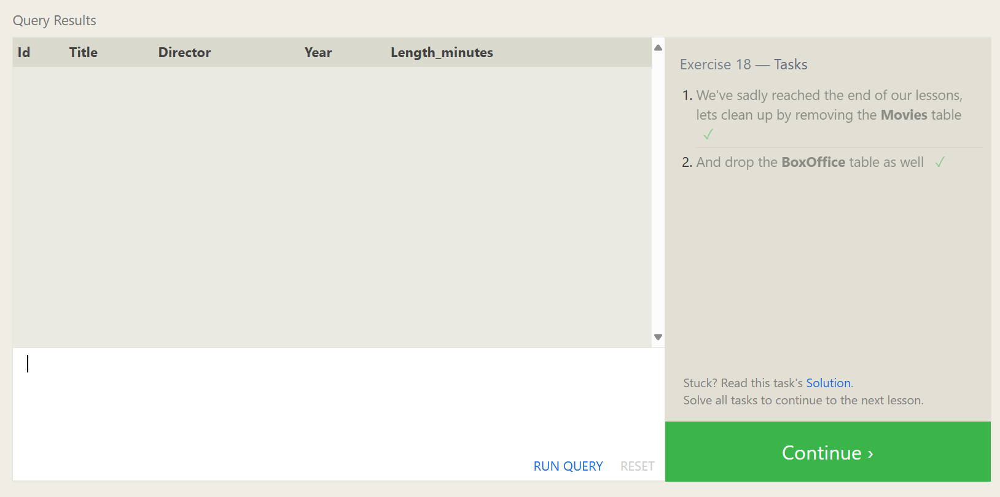 Query Results
Id Title Director Year Length_minutes
Exercise 18 — Tasks
1. We've sadly reached the end of our lessons,
lets clean up by removing the Movies table
✓
2. And drop the BoxOffice table as well ✓
Stuck? Read this task's Solution.
Solve all tasks to continue to the next lesson.
RUN QUERY RESET
Continue ›